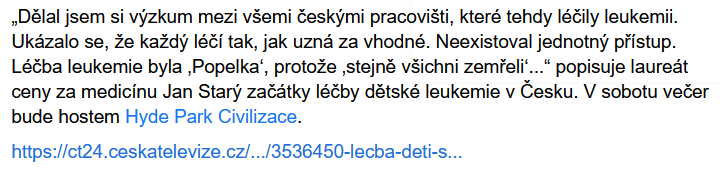 „Dělal jsem si výzkum mezi všemi českými pracovišti, které tehdy léčily leukemii.
Ukázalo se, že každý léčí tak, jak uzná za vhodné. Neexistoval jednotný přístup.
Léčba leukemie byla ‚Popelka‘, protože ‚stejně všichni zemřeli‘...“ popisuje laureát
ceny za medicínu Jan Starý začátky léčby dětské leukemie v Česku. V sobotu večer
bude hostem Hyde Park Civilizace.
https://ct24.ceskatelevize.cz/.../3536450-lecba-deti-s...